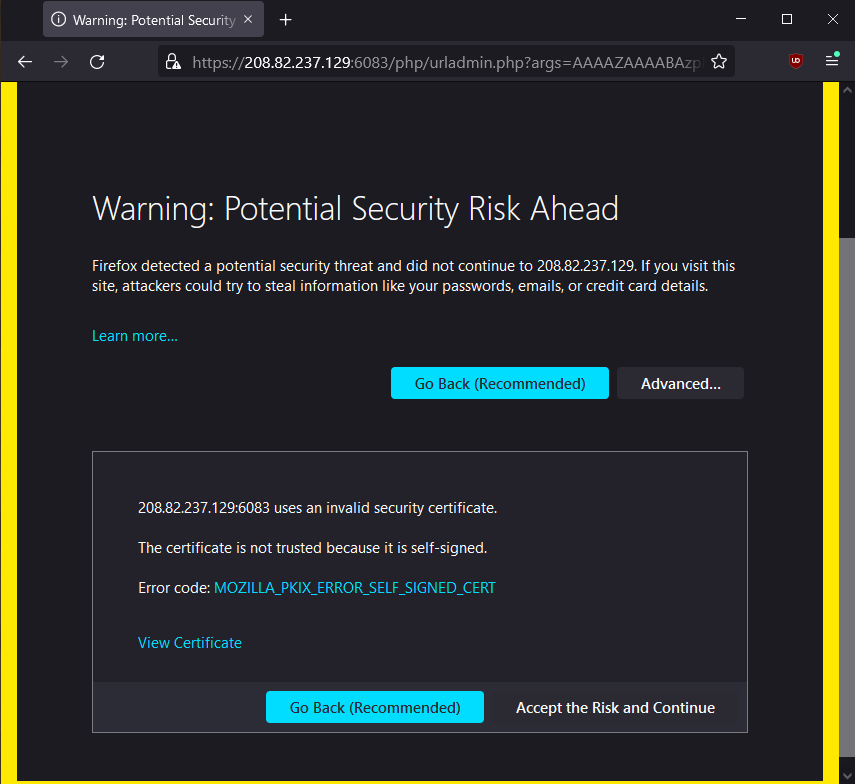 Warning: Potential Security
https://208.82.237.129:6083/php/urladmin.php?args=AAAAZAAAABAzp
Warning: Potential Security Risk Ahead
Firefox detected a potential security threat and did not continue to 208.82.237.129. If you visit this
site, attackers could try to steal information like your passwords, emails, or credit card details.
Learn more...
Go Back (Recommended)
Advanced...
208.82.237.129:6083 uses an invalid security certificate.
The certificate is not trusted because it is self-signed.
Error code: MOZILLA_PKIX_ERROR_SELF_SIGNED_CERT
View Certificate
Go Back (Recommended)
Accept the Risk and Continue